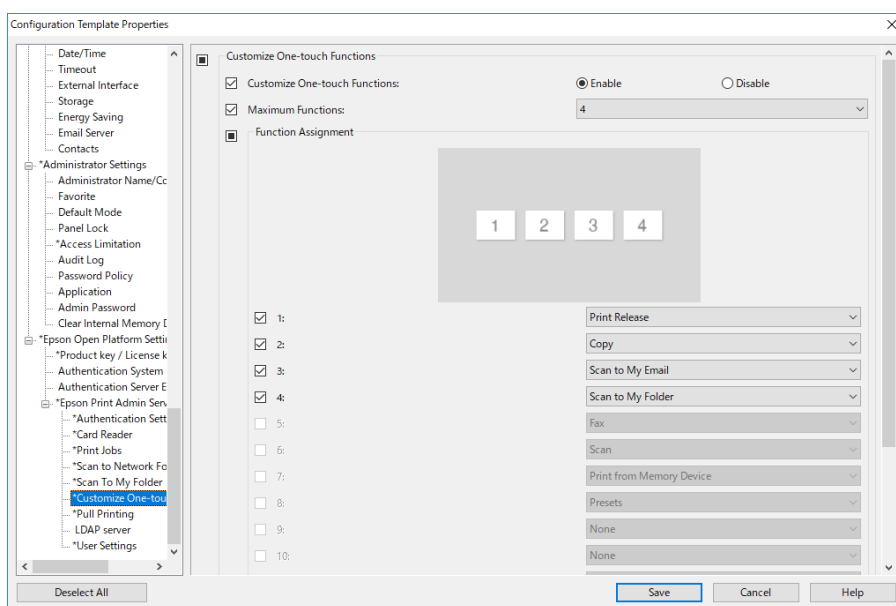 Configuration Template Properties
Date/Time
Timeout
External Interface
Storage
Energy Saving
Email Server
Contacts
*Administrator Settings
Administrator Name/Cc
Favorite
Default Mode
Panel Lock
*Access Limitation
Audit Log
Password Policy
Application
Admin Password
Clear Internal Memory D
*Epson Open Platform Settin
*Product key / License k
Authentication System
Authentication Server E
*Epson Print Admin Serv
*Authentication Sett
*Card Reader
*Print Jobs
*Scan to Network Fo
*Scan To My Folder
*Customize One-tou
*Pull Printing
LDAP server
*User Settings
Customize One-touch Functions
Customize One-touch Functions: Enable Disable
Maximum Functions: 4
Function Assignment
1 2 3 4
1: Print Release
2: Copy
3: Scan to My Email
4: Scan to My Folder
5: Fax
6: Scan
7: Print from Memory Device
8: Presets
9: None
10: None
Deselect All Save Cancel Help